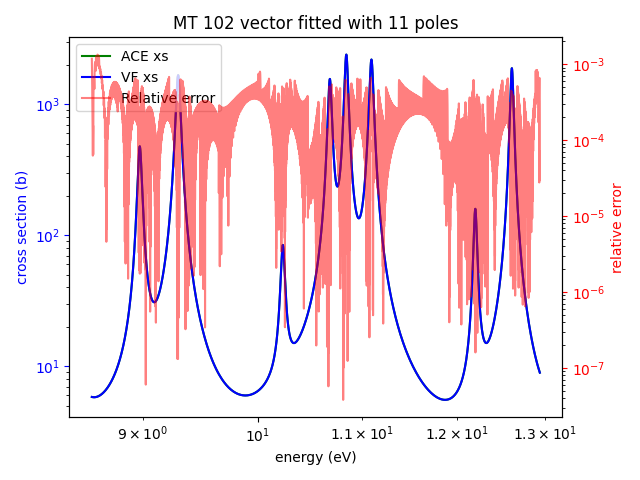 MT 102 vector fitted with 11 poles
ACE xs
VF xs
Relative error
10³
10²
10¹
cross section (b)
10⁻³
10⁻⁴
10⁻⁵
10⁻⁶
10⁻⁷
relative error
9 × 10⁰
10¹
1.1 × 10¹
1.2 × 10¹
1.3 × 10¹
energy (eV)